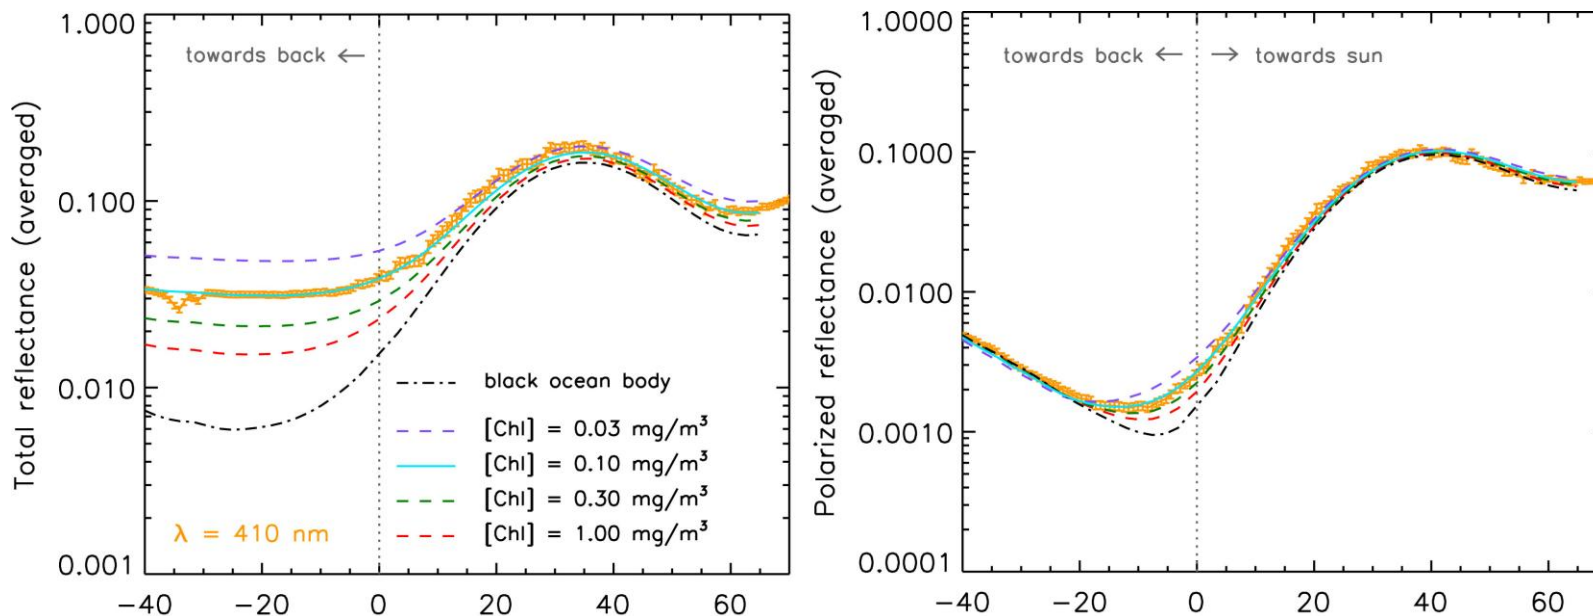 Total reflectance (averaged)
1.000
0.100
0.010
0.001
towards back ←
black ocean body
[Chl] = 0.03 mg/m³
[Chl] = 0.10 mg/m³
[Chl] = 0.30 mg/m³
[Chl] = 1.00 mg/m³
λ = 410 nm
−40 −20 0 20 40 60
Polarized reflectance (averaged)
1.0000
0.1000
0.0100
0.0010
0.0001
towards back ← → towards sun
−40 −20 0 20 40 60